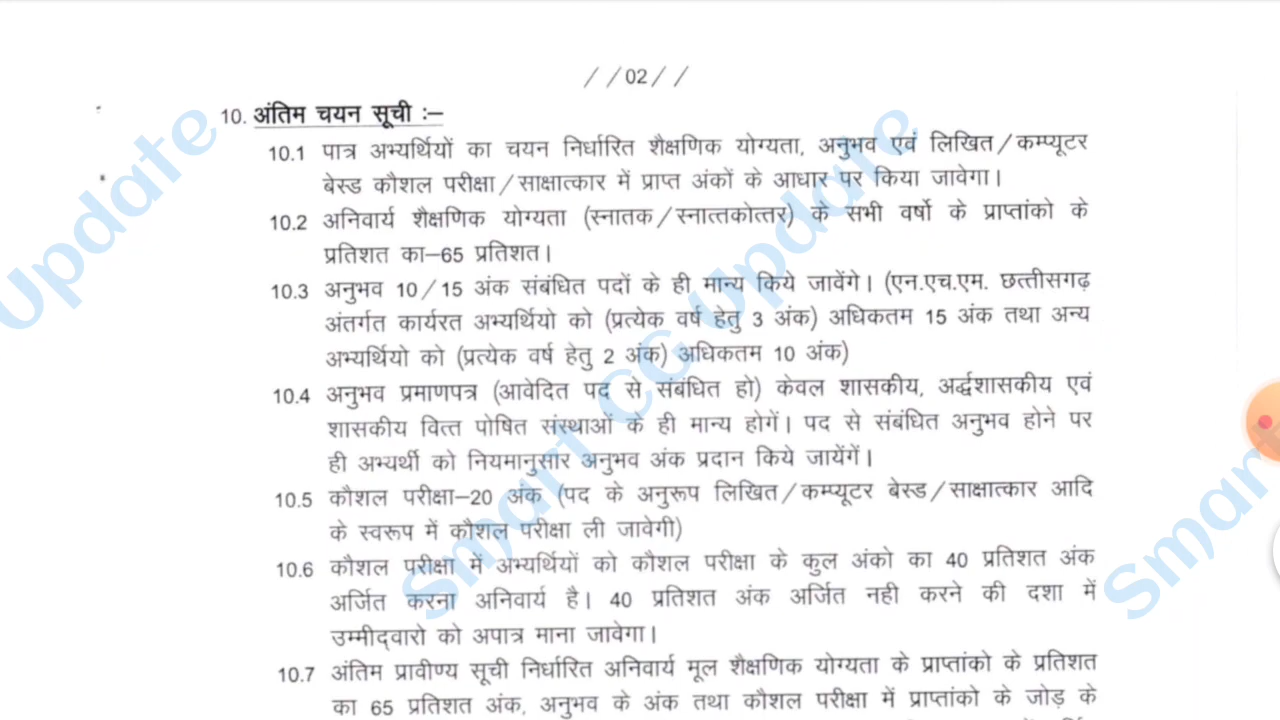 / /02/ /
10. अंतिम चयन सूची :–
10.1 पात्र अभ्यर्थियों का चयन निर्धारित शैक्षणिक योग्यता, अनुभव एवं लिखित/कम्प्यूटर
बेस्ड कौशल परीक्षा/साक्षात्कार में प्राप्त अंकों के आधार पर किया जावेगा।
10.2 अनिवार्य शैक्षणिक योग्यता (स्नातक/स्नात्तकोत्तर) के सभी वर्षो के प्राप्तांको के
प्रतिशत का–65 प्रतिशत।
10.3 अनुभव 10/15 अंक संबंधित पदों के ही मान्य किये जावेंगे। (एन.एच.एम. छत्तीसगढ़
अंतर्गत कार्यरत अभ्यर्थियो को (प्रत्येक वर्ष हेतु 3 अंक) अधिकतम 15 अंक तथा अन्य
अभ्यर्थियो को (प्रत्येक वर्ष हेतु 2 अंक) अधिकतम 10 अंक)
10.4 अनुभव प्रमाणपत्र (आवेदित पद से संबंधित हो) केवल शासकीय, अर्द्धशासकीय एवं
शासकीय वित्त पोषित संस्थाओं के ही मान्य होगें। पद से संबंधित अनुभव होने पर
ही अभ्यर्थी को नियमानुसार अनुभव अंक प्रदान किये जायेंगें।
10.5 कौशल परीक्षा–20 अंक (पद के अनुरूप लिखित/कम्प्यूटर बेस्ड/साक्षात्कार आदि
के स्वरूप में कौशल परीक्षा ली जावेगी)
10.6 कौशल परीक्षा में अभ्यर्थियों को कौशल परीक्षा के कुल अंको का 40 प्रतिशत अंक
अर्जित करना अनिवार्य है। 40 प्रतिशत अंक अर्जित नही करने की दशा में
उम्मीद्वारो को अपात्र माना जावेगा।
10.7 अंतिम प्रावीण्य सूची निर्धारित अनिवार्य मूल शैक्षणिक योग्यता के प्राप्तांको के प्रतिशत
का 65 प्रतिशत अंक, अनुभव के अंक तथा कौशल परीक्षा में प्राप्तांको के जोड़ के
Update
Smart CG Update
Smart